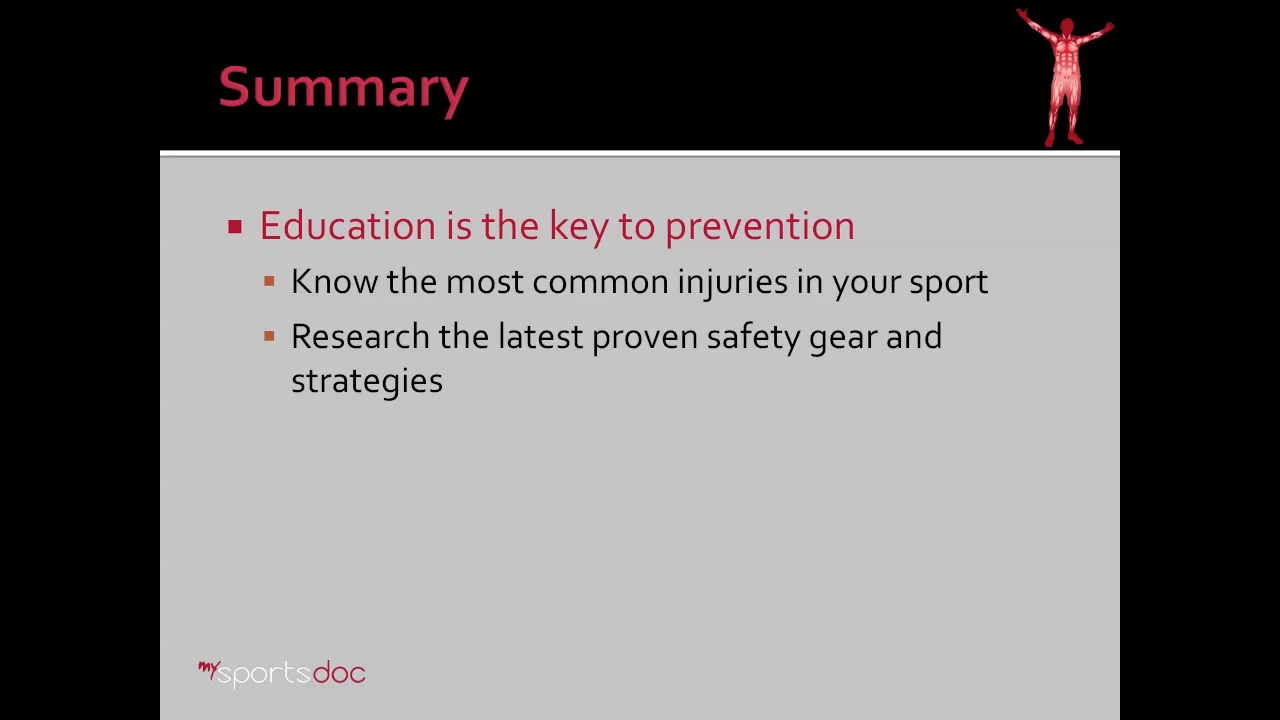 Summary
Education is the key to prevention
Know the most common injuries in your sport
Research the latest proven safety gear and
strategies
mysportsdoc